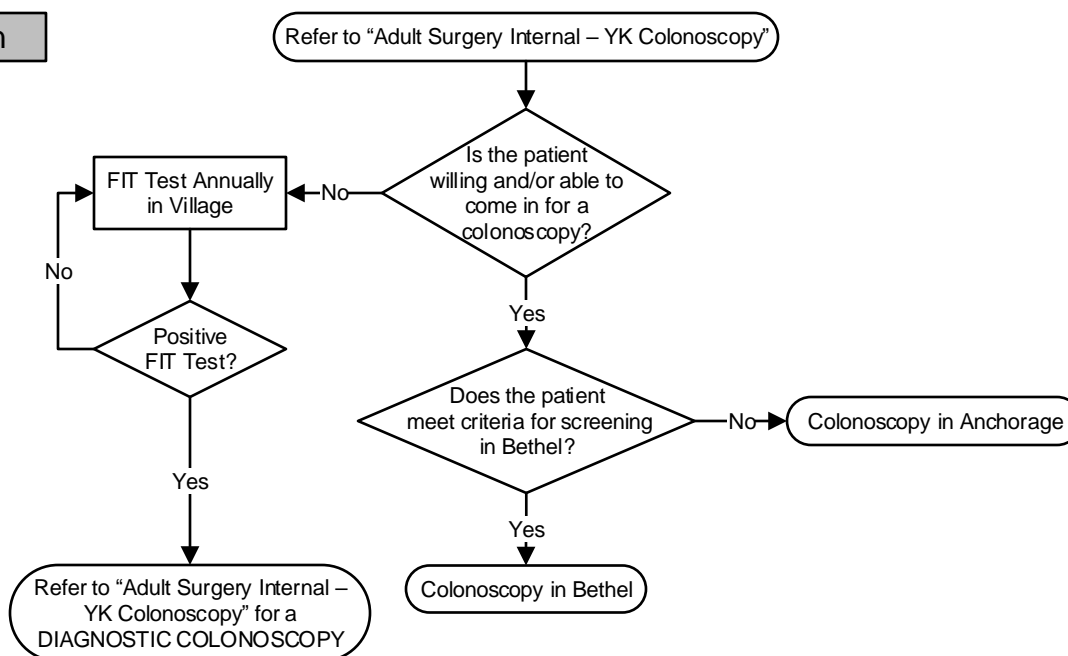 Refer to “Adult Surgery Internal – YK Colonoscopy”
Is the patient
willing and/or able to
come in for a
colonoscopy?
No
FIT Test Annually
in Village
No
Positive
FIT Test?
Yes
Refer to “Adult Surgery Internal –
YK Colonoscopy” for a
DIAGNOSTIC COLONOSCOPY
Yes
Does the patient
meet criteria for screening
in Bethel?
No
Colonoscopy in Anchorage
Yes
Colonoscopy in Bethel